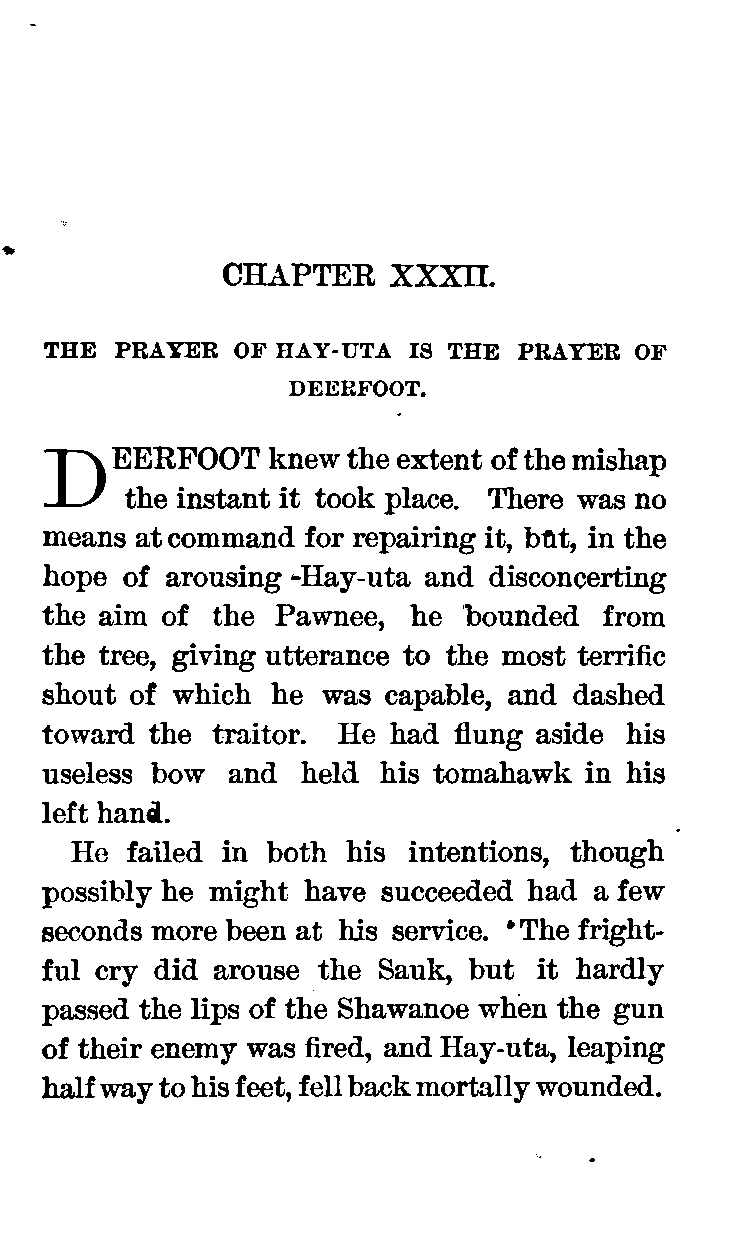 CHAPTER XXXII.
THE PRAYER OF HAY-UTA IS THE PRAYER OF
DEERFOOT.
DEERFOOT knew the extent of the mishap
the instant it took place. There was no
means at command for repairing it, but, in the
hope of arousing Hay-uta and disconcerting
the aim of the Pawnee, he bounded from
the tree, giving utterance to the most terrific
shout of which he was capable, and dashed
toward the traitor. He had flung aside his
useless bow and held his tomahawk in his
left hand.
He failed in both his intentions, though
possibly he might have succeeded had a few
seconds more been at his service. The fright-
ful cry did arouse the Sauk, but it hardly
passed the lips of the Shawanoe when the gun
of their enemy was fired, and Hay-uta, leaping
half way to his feet, fell back mortally wounded.